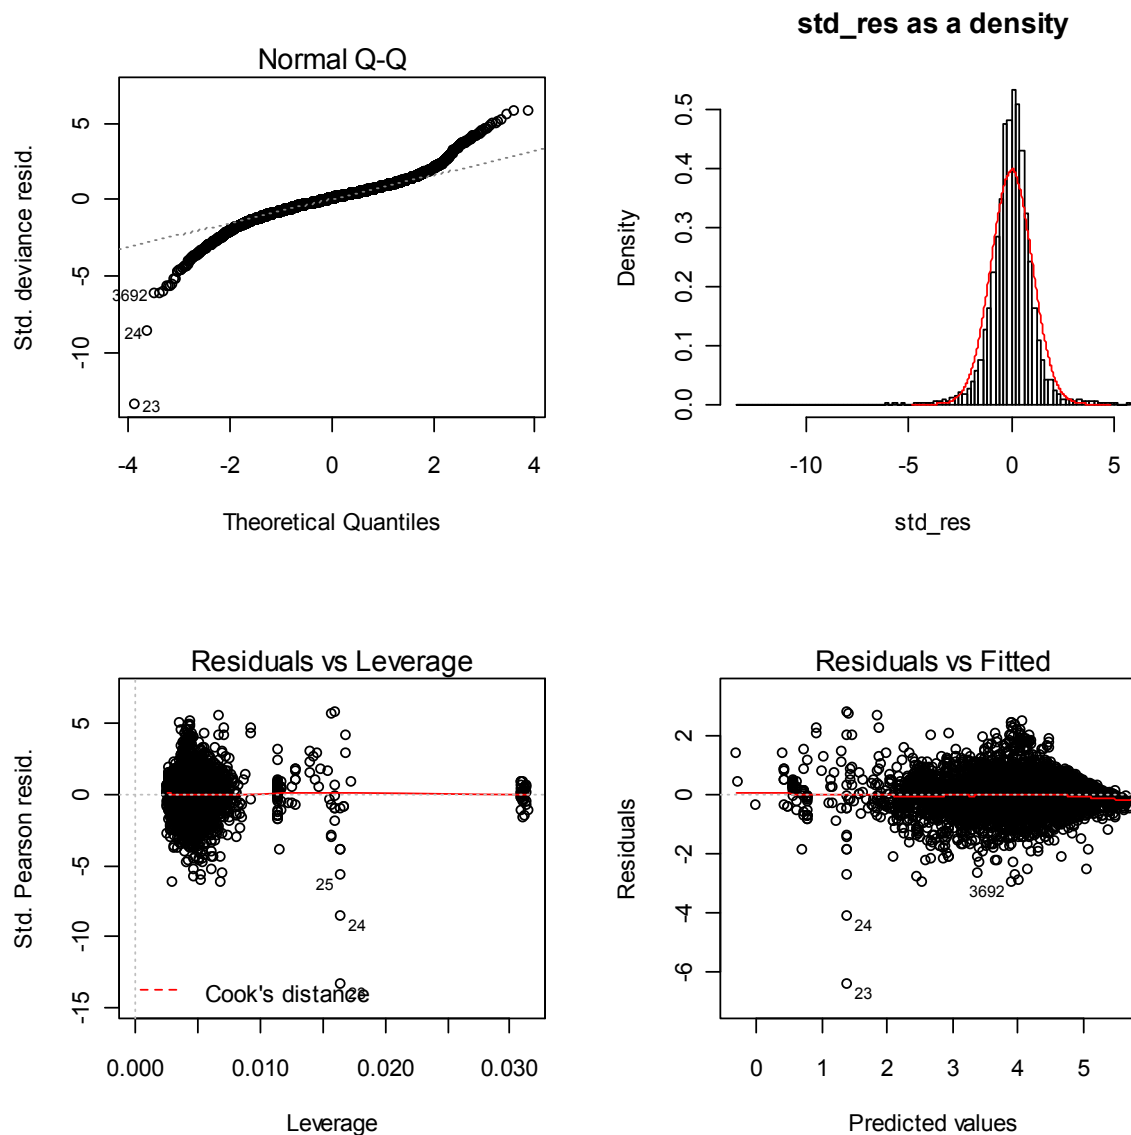 Normal Q-Q
Std. deviance resid.
5
0
-5
-10
3692
24
23
-4 -2 0 2 4
Theoretical Quantiles
std_res as a density
Density
0.5
0.4
0.3
0.2
0.1
0.0
-10 -5 0 5
std_res
Residuals vs Leverage
Std. Pearson resid.
5
0
-5
-10
-15
25
24
23
Cook's distance
0.000 0.010 0.020 0.030
Leverage
Residuals vs Fitted
Residuals
2
0
-2
-4
-6
3692
24
23
0 1 2 3 4 5
Predicted values